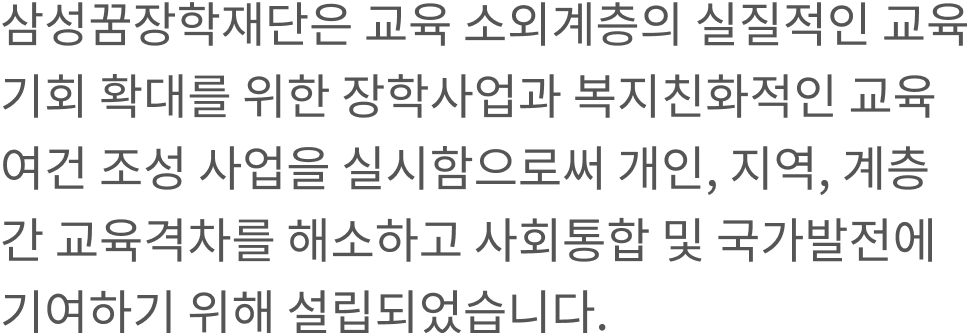 삼성꿈장학재단은 교육 소외계층의 실질적인 교육
기회 확대를 위한 장학사업과 복지친화적인 교육
여건 조성 사업을 실시함으로써 개인, 지역, 계층
간 교육격차를 해소하고 사회통합 및 국가발전에
기여하기 위해 설립되었습니다.